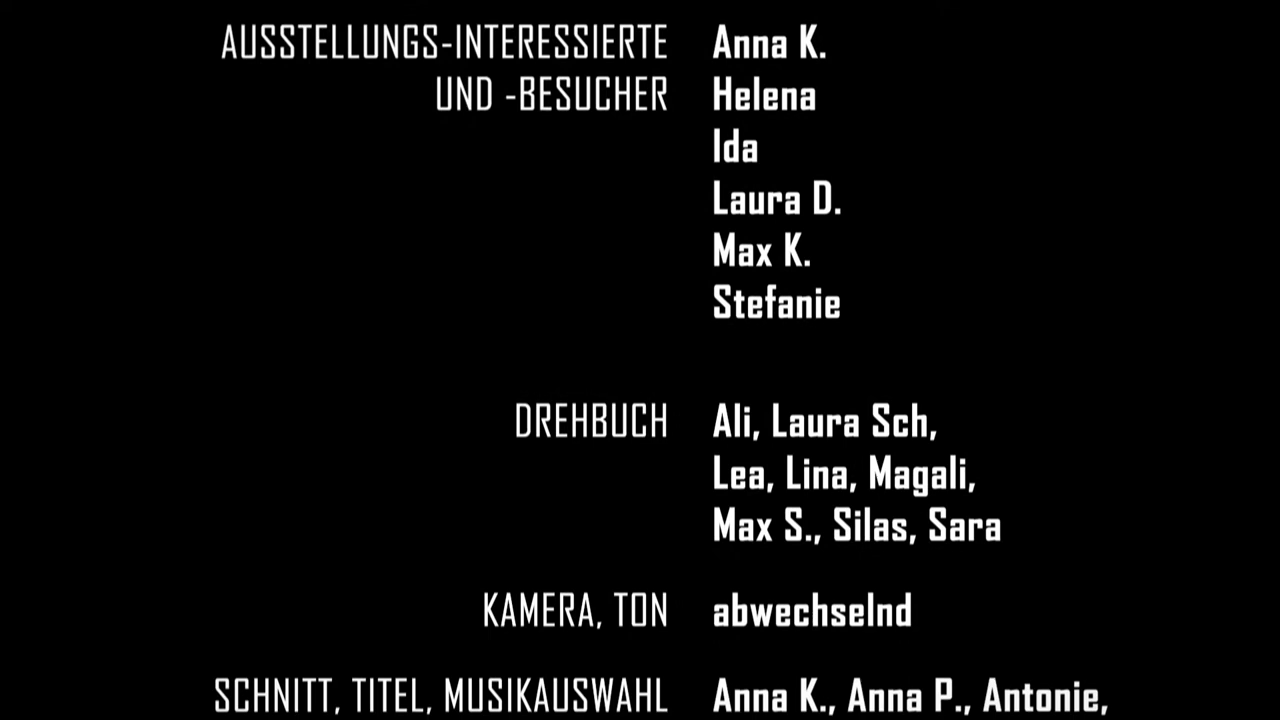 AUSSTELLUNGS-INTERESSIERTE Anna K.
UND -BESUCHER Helena
Ida
Laura D.
Max K.
Stefanie
DREHBUCH Ali, Laura Sch,
Lea, Lina, Magali,
Max S., Silas, Sara
KAMERA, TON abwechselnd
SCHNITT, TITEL, MUSIKAUSWAHL Anna K., Anna P., Antonie,